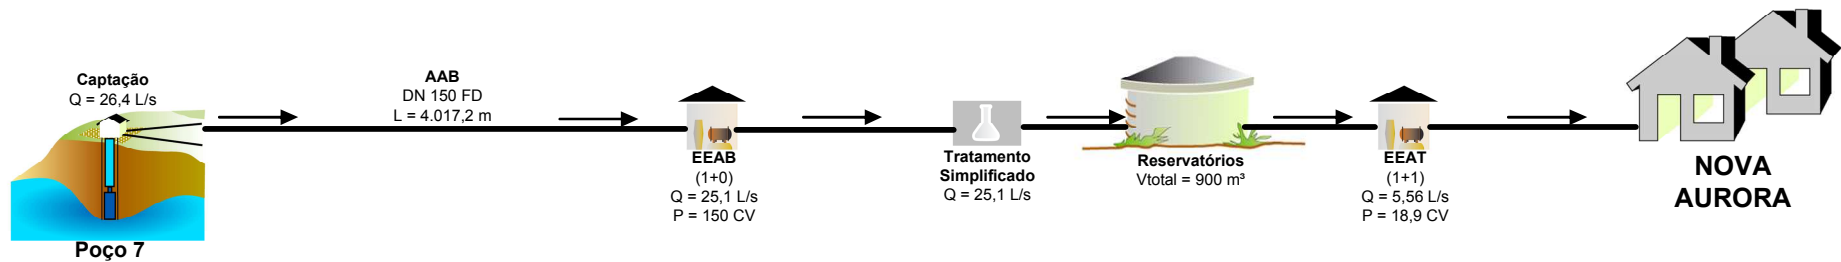 Captação
Q = 26,4 L/s
Poço 7
AAB
DN 150 FD
L = 4.017,2 m
EEAB
(1+0)
Q = 25,1 L/s
P = 150 CV
Tratamento
Simplificado
Q = 25,1 L/s
Reservatórios
Vtotal = 900 m³
EEAT
(1+1)
Q = 5,56 L/s
P = 18,9 CV
NOVA
AURORA